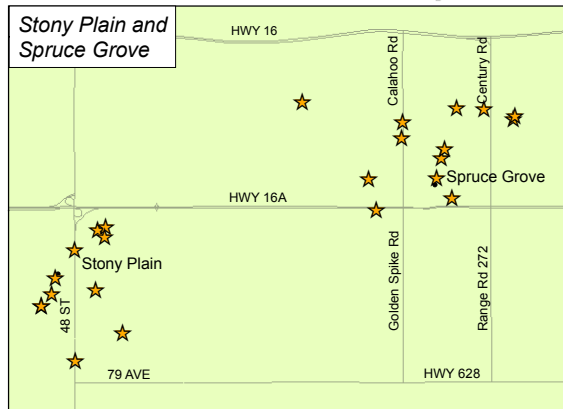 Stony Plain and
Spruce Grove
HWY 16
Calahoo Rd
Century Rd
Spruce Grove
HWY 16A
Stony Plain
48 ST
Golden Spike Rd
Range Rd 272
79 AVE
HWY 628